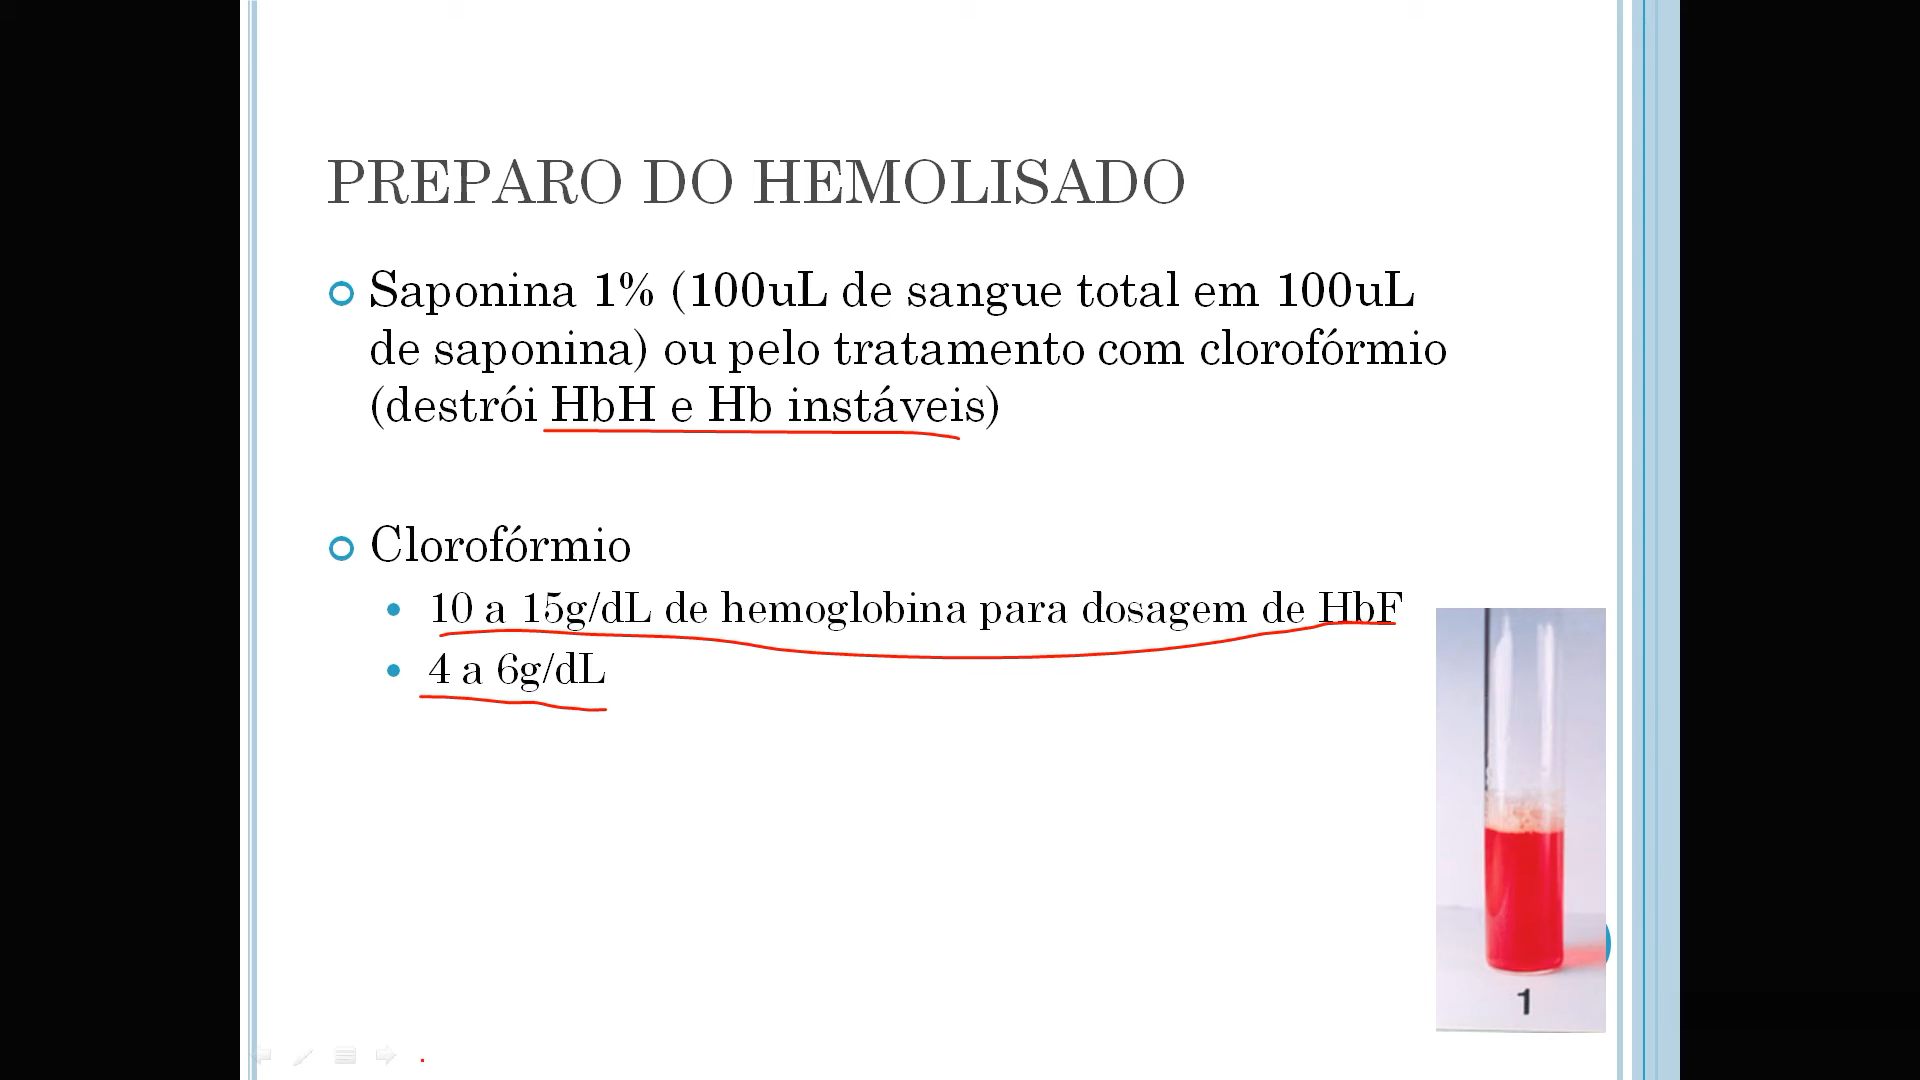 PREPARO DO HEMOLISADO
Saponina 1% (100uL de sangue total em 100uL
de saponina) ou pelo tratamento com clorofórmio
(destrói HbH e Hb instáveis)
Clorofórmio
10 a 15g/dL de hemoglobina para dosagem de HbF
4 a 6g/dL
1